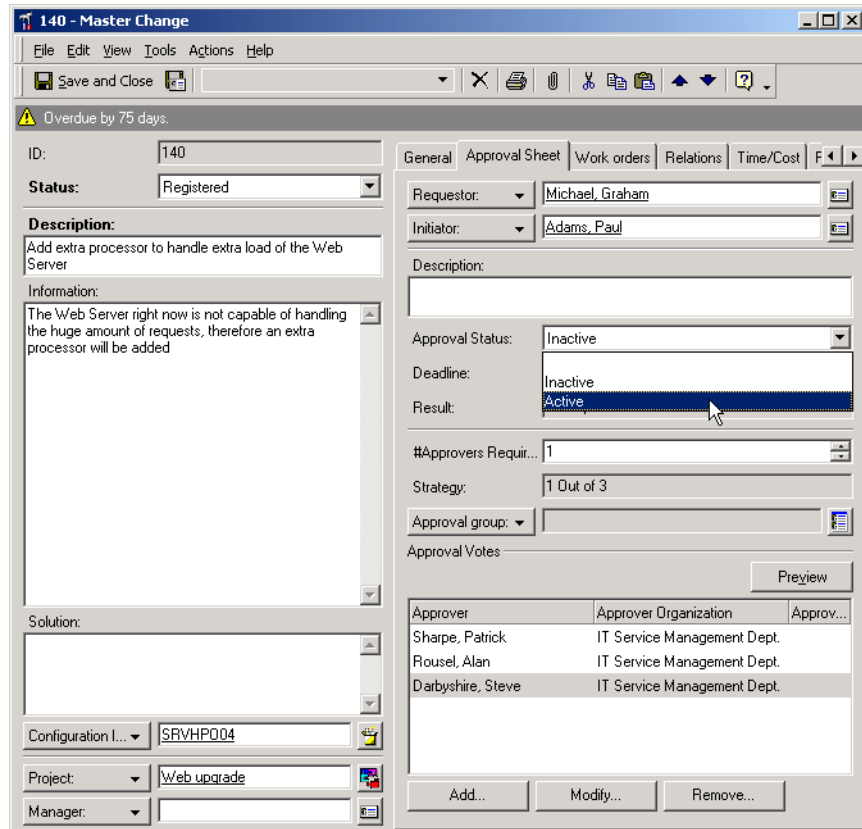 140 - Master Change
File Edit View Tools Actions Help
Save and Close
Overdue by 75 days.
ID: 140
Status: Registered
Description:
Add extra processor to handle extra load of the Web
Server
Information:
The Web Server right now is not capable of handling
the huge amount of requests, therefore an extra
processor will be added
Solution:
Configuration I... SRVHP004
Project: Web upgrade
Manager:
General Approval Sheet Work orders Relations Time/Cost
Requestor: Michael, Graham
Initiator: Adams, Paul
Description:
Approval Status: Inactive
Deadline:
Inactive
Result:
Active
#Approvers Requir... 1
Strategy: 1 Out of 3
Approval group:
Approval Votes
Preview
Approver Approver Organization Approv...
Sharpe, Patrick IT Service Management Dept.
Rousel, Alan IT Service Management Dept.
Darbyshire, Steve IT Service Management Dept.
Add... Modify... Remove...